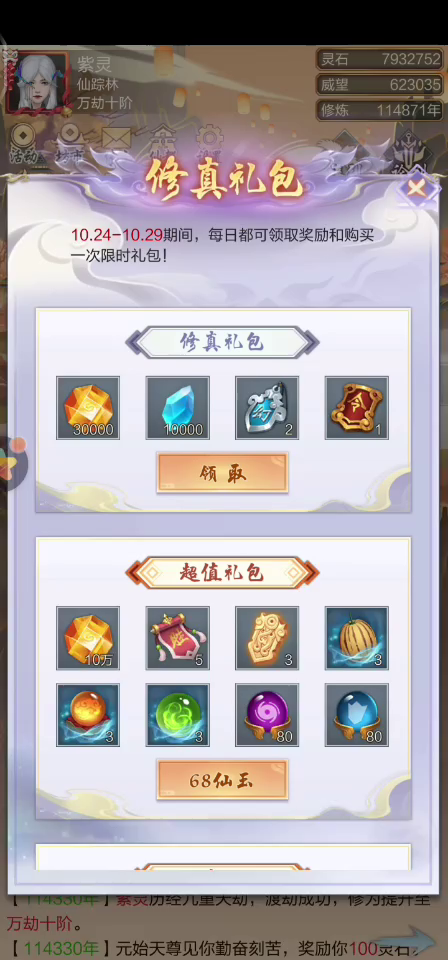 紫灵
仙踪林
万劫十阶
灵石 7932752
威望 623035
修炼 114871年
活动
坊市
修真礼包
10.24-10.29期间，每日都可领取奖励和购买
一次限时礼包！
修真礼包
30000
10000
2
1
领取
超值礼包
10万
5
3
3
3
3
80
80
68仙玉
【114330年】紫灵历经九重天劫，渡劫成功，修为提升至
万劫十阶。
【114330年】元始天尊见你勤奋刻苦，奖励你100灵石。